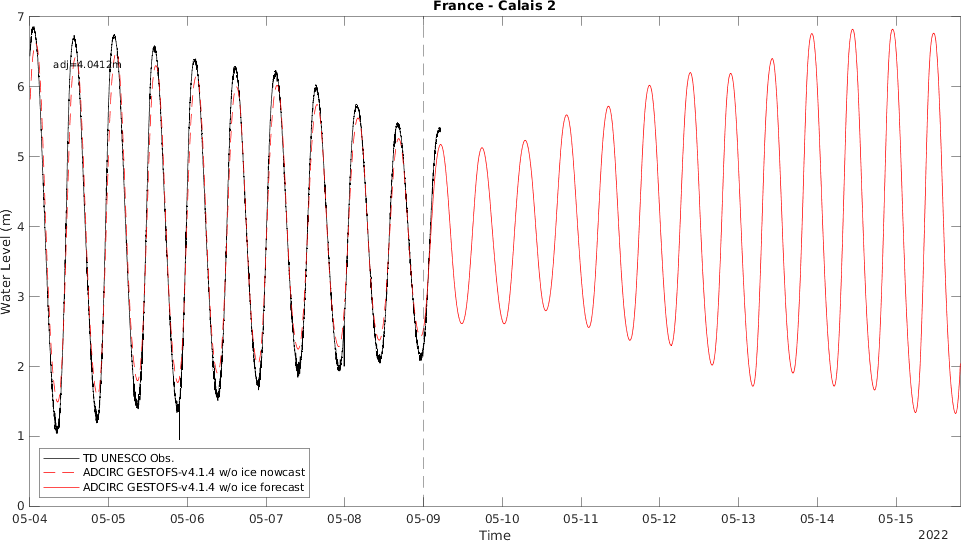 France - Calais 2
7
6
5
4
3
2
1
0
Water Level (m)
adj=4.0412m
TD UNESCO Obs.
ADCIRC GESTOFS-v4.1.4 w/o ice nowcast
ADCIRC GESTOFS-v4.1.4 w/o ice forecast
05-04 05-05 05-06 05-07 05-08 05-09 05-10 05-11 05-12 05-13 05-14 05-15
Time
2022